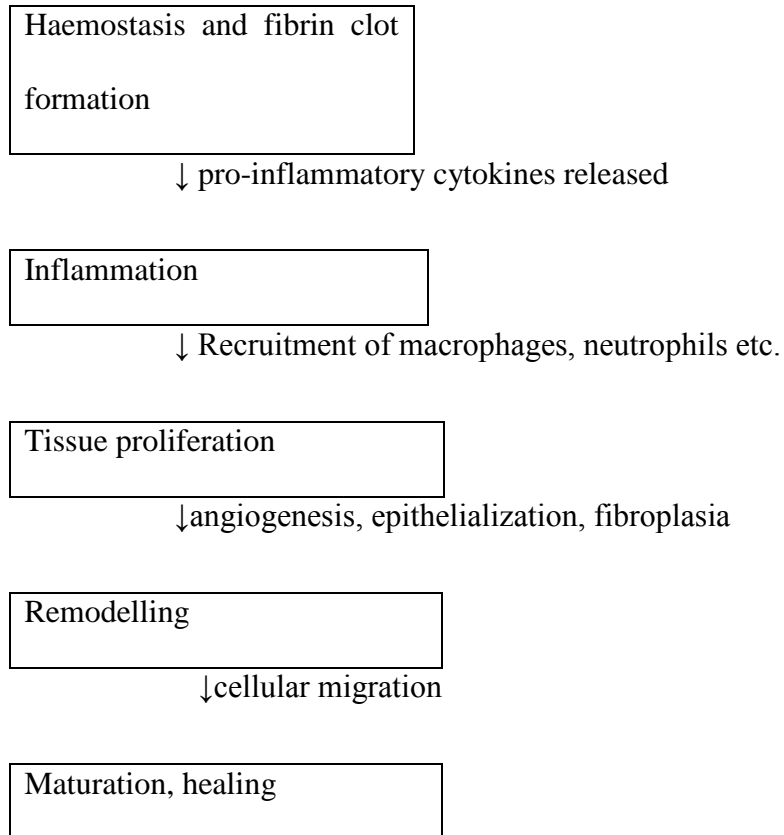 Haemostasis and fibrin clot
formation
↓ pro-inflammatory cytokines released
Inflammation
↓ Recruitment of macrophages, neutrophils etc.
Tissue proliferation
↓angiogenesis, epithelialization, fibroplasia
Remodelling
↓cellular migration
Maturation, healing